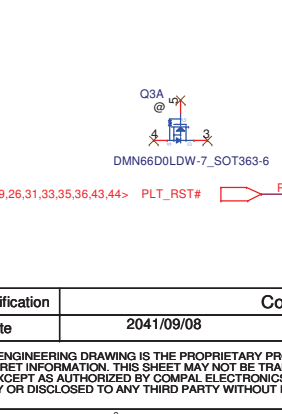 Q3A
@
5
4
3
DMN66D0LDW-7_SOT363-6
9,26,31,33,35,36,43,44> PLT_RST#
ification
Co
te
2041/09/08
ENGINEERING DRAWING IS THE PROPRIETARY PR
RET INFORMATION. THIS SHEET MAY NOT BE TRA
XCEPT AS AUTHORIZED BY COMPAL ELECTRONICS
Y OR DISCLOSED TO ANY THIRD PARTY WITHOUT